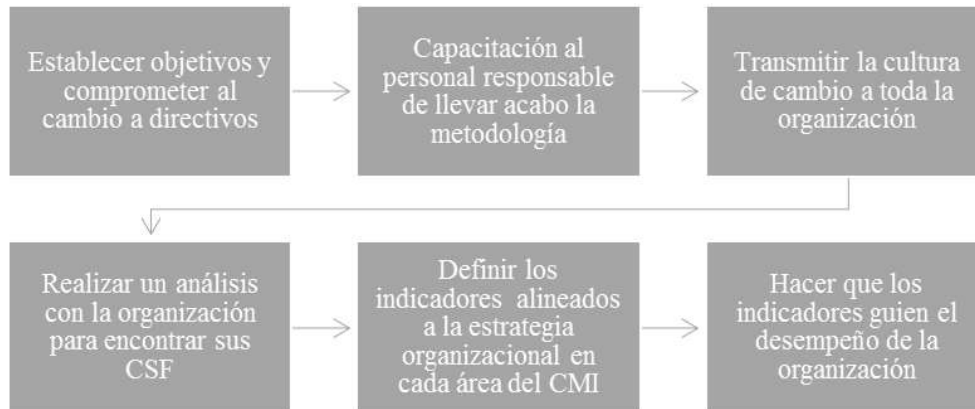 Establecer objetivos y
comprometer al
cambio a directivos
Capacitación al
personal responsable
de llevar acabo la
metodología
Transmitir la cultura
de cambio a toda la
organización
Realizar un análisis
con la organización
para encontrar sus
CSF
Definir los
indicadores alineados
a la estrategia
organizacional en
cada área del CMI
Hacer que los
indicadores guien el
desempeño de la
organización